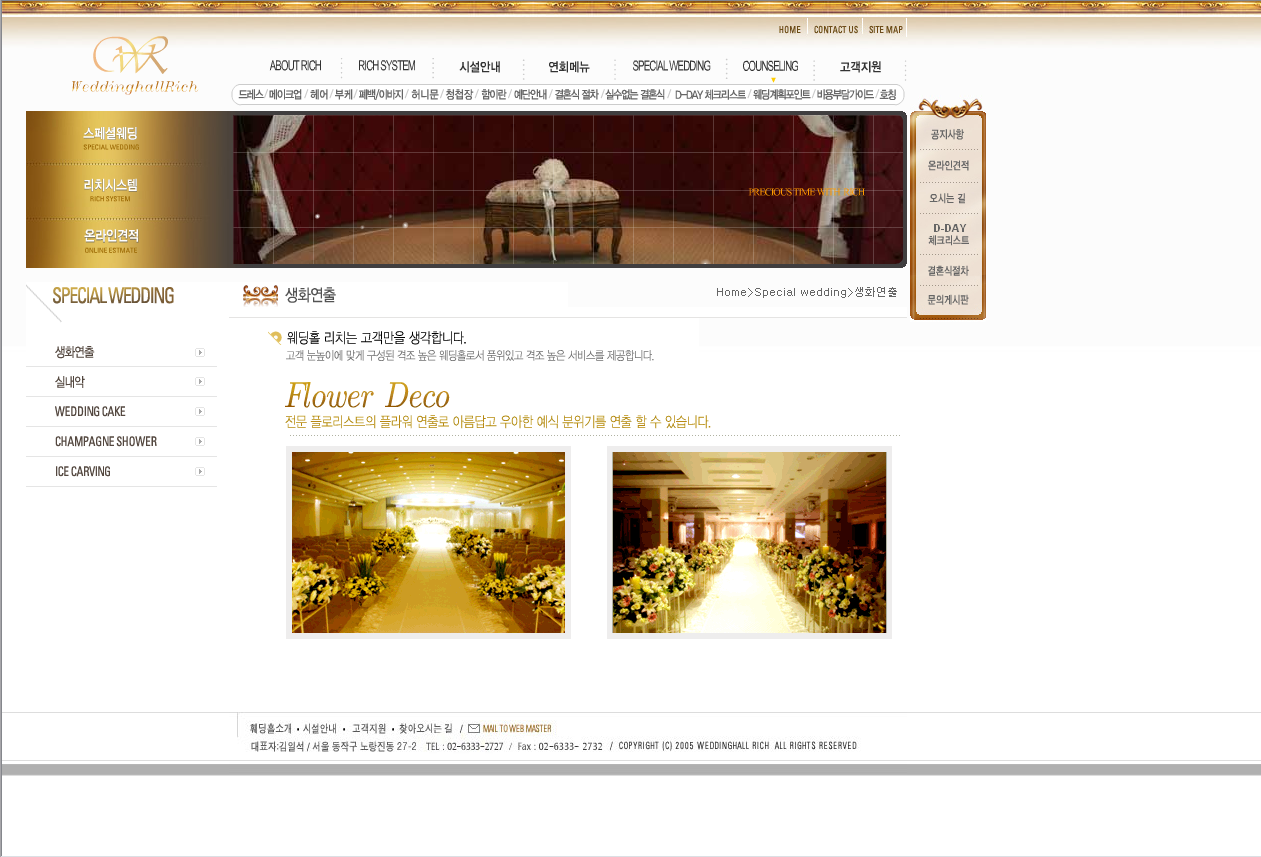 HOME CONTACT US SITE MAP
WR
WeddinghallRich
ABOUT RICH RICH SYSTEM 시설안내 연회메뉴 SPECIAL WEDDING COUNSELING 고객지원
드레스 / 메이크업 / 헤어 / 부케 / 폐백/이바지 / 허니문 / 청첩장 / 함이란 / 예단안내 / 결혼식 절차 / 실수없는 결혼식 / D-DAY 체크리스트 / 웨딩계획포인트 / 비용부담가이드 / 호칭
스페셜웨딩
SPECIAL WEDDING
리치시스템
RICH SYSTEM
온라인견적
ONLINE ESTMATE
PRECIOUS TIME WITH RICH
공지사항
온라인견적
오시는 길
D-DAY
체크리스트
결혼식절차
문의게시판
SPECIAL WEDDING
생화연출
실내악
WEDDING CAKE
CHAMPAGNE SHOWER
ICE CARVING
생화연출
Home>Special wedding>생화연출
웨딩홀 리치는 고객만을 생각합니다.
고객 눈높이에 맞게 구성된 격조 높은 웨딩홀로서 품위있고 격조 높은 서비스를 제공합니다.
Flower Deco
전문 플로리스트의 플라워 연출로 아름답고 우아한 예식 분위기를 연출 할 수 있습니다.
웨딩홀소개 • 시설안내 • 고객지원 • 찾아오시는 길 / MAIL TO WEB MASTER
대표자:김일석 / 서울 동작구 노량진동 27-2 TEL : 02-6333-2727 / Fax : 02-6333- 2732 / COPYRIGHT (C) 2005 WEDDINGHALL RICH ALL RIGHTS RESERVED